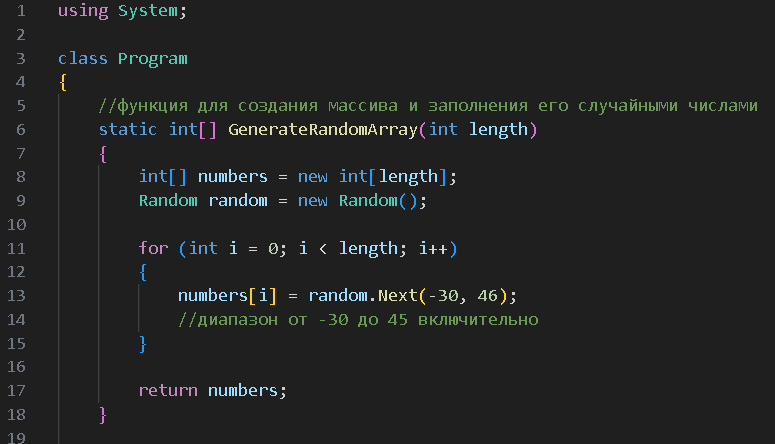 1 using System;
2
3 class Program
4 {
5 //функция для создания массива и заполнения его случайными числами
6 static int[] GenerateRandomArray(int length)
7 {
8 int[] numbers = new int[length];
9 Random random = new Random();
10
11 for (int i = 0; i < length; i++)
12 {
13 numbers[i] = random.Next(-30, 46);
14 //диапазон от -30 до 45 включительно
15 }
16
17 return numbers;
18 }
19